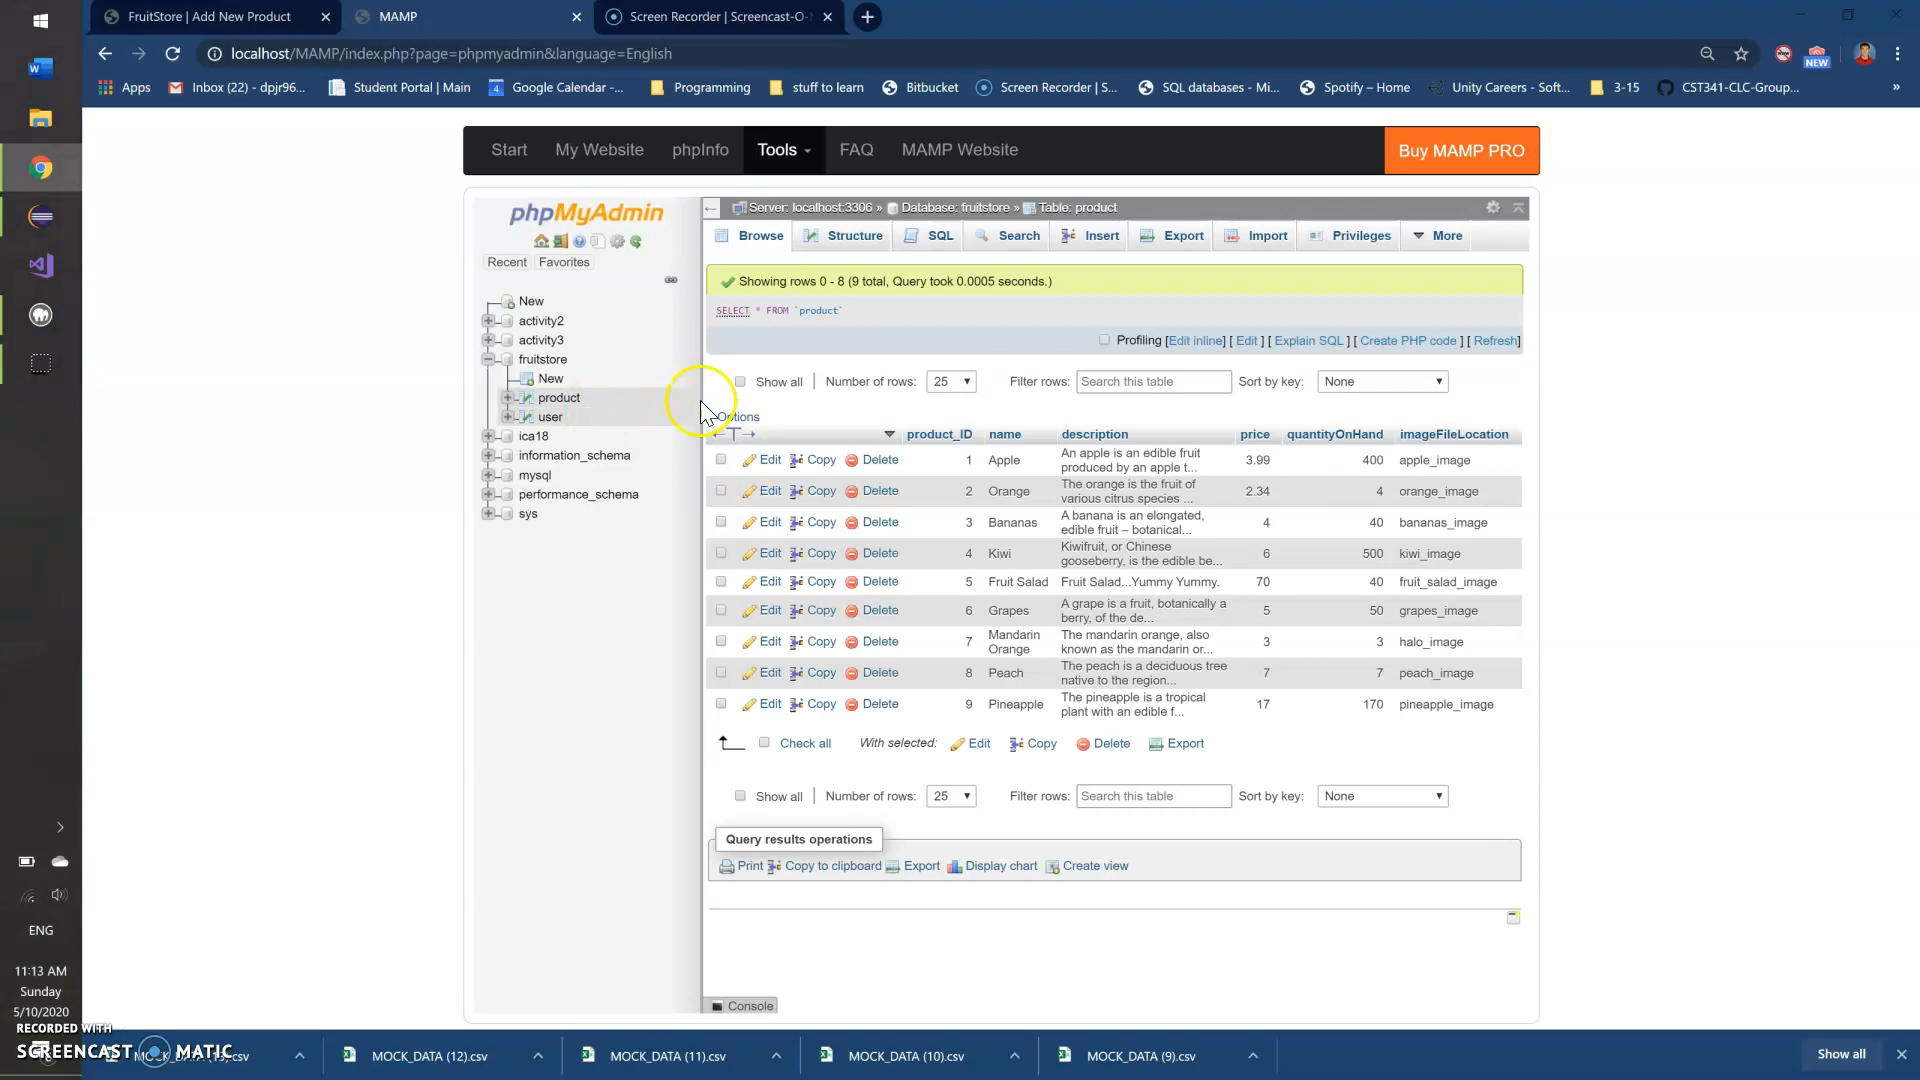 FruitStore | Add New Product
MAMP
Screen Recorder | Screencast-O-
localhost/MAMP/index.php?page=phpmyadmin&language=English
NEW
Apps
Inbox (22) - dpjr96...
Student Portal | Main
Google Calendar -...
Programming
stuff to learn
Bitbucket
Screen Recorder | S...
SQL databases - Mi...
Spotify – Home
Unity Careers - Soft...
3-15
CST341-CLC-Group...
»
Start
My Website
phpInfo
Tools
FAQ
MAMP Website
Buy MAMP PRO
phpMyAdmin
Recent
Favorites
New
activity2
activity3
fruitstore
New
product
user
ica18
information_schema
mysql
performance_schema
sys
Server: localhost:3306 » Database: fruitstore » Table: product
Browse
Structure
SQL
Search
Insert
Export
Import
Privileges
More
Showing rows 0 - 8 (9 total, Query took 0.0005 seconds.)
SELECT * FROM `product`
Profiling [Edit inline] [ Edit ] [ Explain SQL ] [ Create PHP code ] [ Refresh]
Show all | Number of rows: 25 Filter rows: Search this table Sort by key: None
Options
product_ID name description price quantityOnHand imageFileLocation
Edit Copy Delete 1 Apple An apple is an edible fruit produced by an apple t... 3.99 400 apple_image
Edit Copy Delete 2 Orange The orange is the fruit of various citrus species ... 2.34 4 orange_image
Edit Copy Delete 3 Bananas A banana is an elongated, edible fruit – botanical... 4 40 bananas_image
Edit Copy Delete 4 Kiwi Kiwifruit, or Chinese gooseberry, is the edible be... 6 500 kiwi_image
Edit Copy Delete 5 Fruit Salad Fruit Salad...Yummy Yummy. 70 40 fruit_salad_image
Edit Copy Delete 6 Grapes A grape is a fruit, botanically a berry, of the de... 5 50 grapes_image
Edit Copy Delete 7 Mandarin Orange The mandarin orange, also known as the mandarin or... 3 3 halo_image
Edit Copy Delete 8 Peach The peach is a deciduous tree native to the region... 7 7 peach_image
Edit Copy Delete 9 Pineapple The pineapple is a tropical plant with an edible f... 17 170 pineapple_image
Check all With selected: Edit Copy Delete Export
Show all | Number of rows: 25 Filter rows: Search this table Sort by key: None
Query results operations
Print Copy to clipboard Export Display chart Create view
Console
ENG
11:13 AM
Sunday
5/10/2020
RECORDED WITH
SCREENCAST MATIC
MOCK_DATA (12).csv
MOCK_DATA (11).csv
MOCK_DATA (10).csv
MOCK_DATA (9).csv
Show all